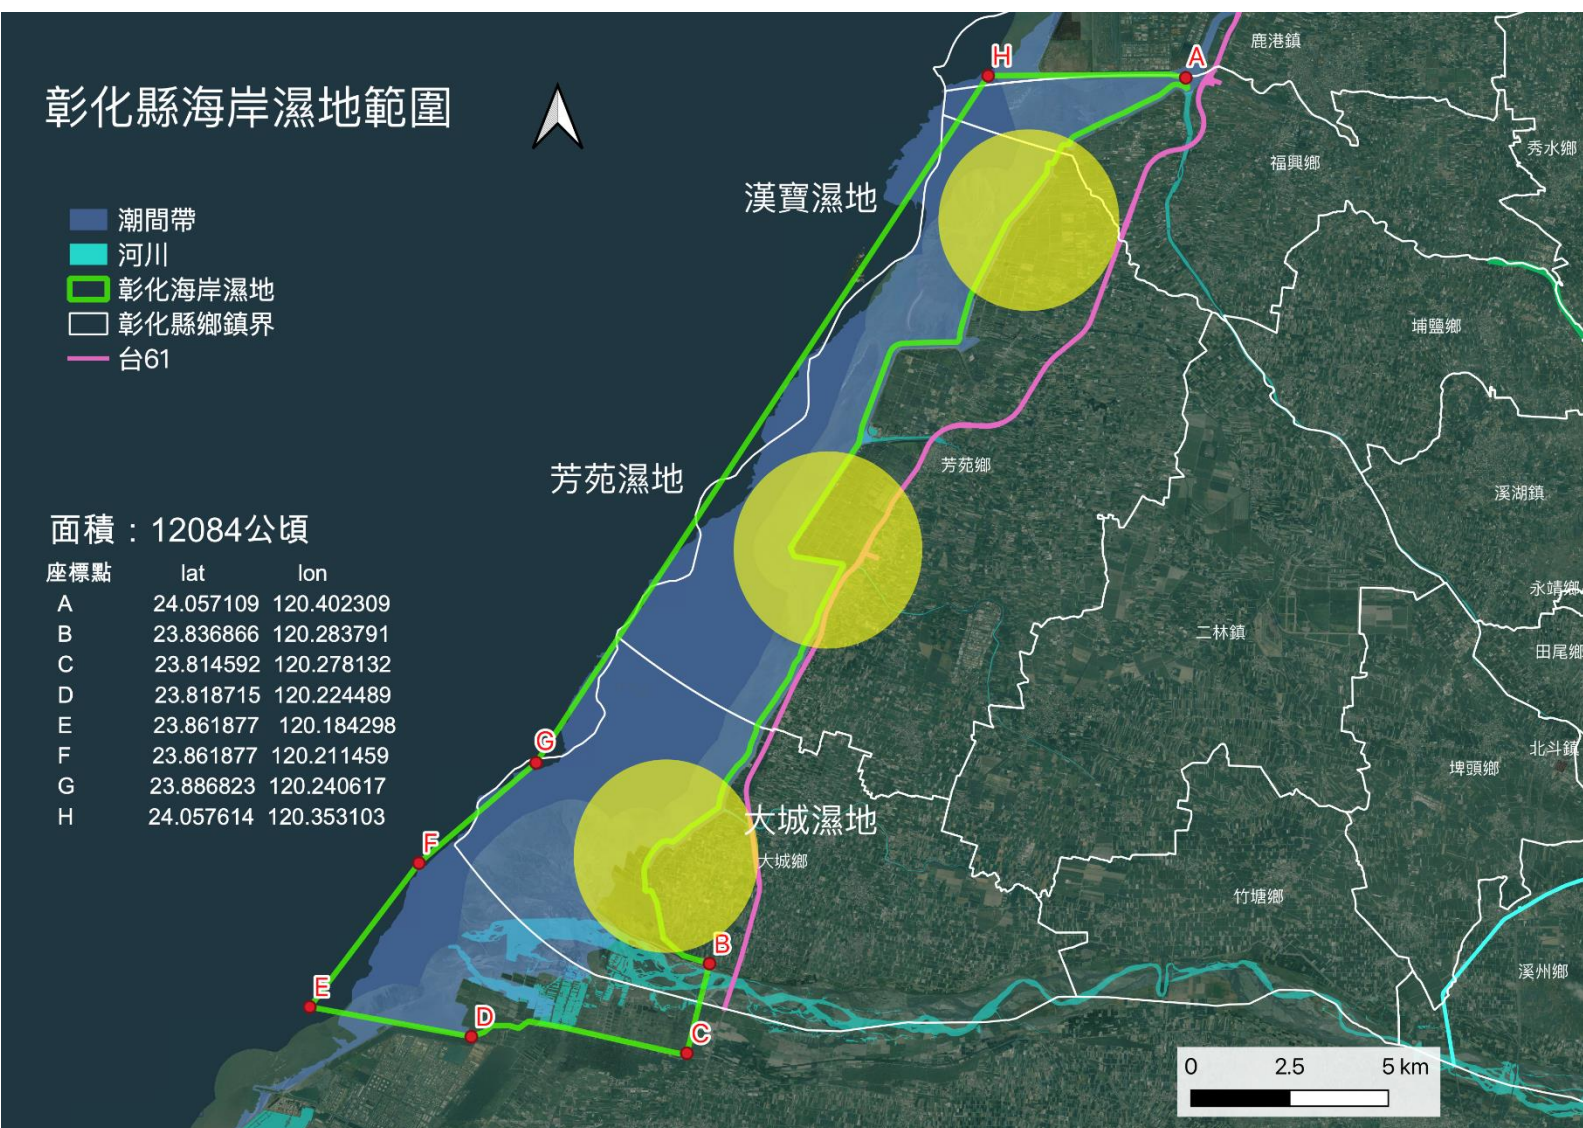 彰化縣海岸濕地範圍
潮間帶
河川
彰化海岸濕地
彰化縣鄉鎮界
台61
面積：12084公頃
座標點 lat lon
A 24.057109 120.402309
B 23.836866 120.283791
C 23.814592 120.278132
D 23.818715 120.224489
E 23.861877 120.184298
F 23.861877 120.211459
G 23.886823 120.240617
H 24.057614 120.353103
H
A
鹿港鎮
秀水鄉
福興鄉
漢寶濕地
埔鹽鄉
芳苑鄉
芳苑濕地
溪湖鎮
永靖鄉
二林鎮
田尾鄉
G
北斗鎮
埤頭鄉
大城濕地
F
大城鄉
竹塘鄉
B
溪州鄉
E
D
C
0 2.5 5 km